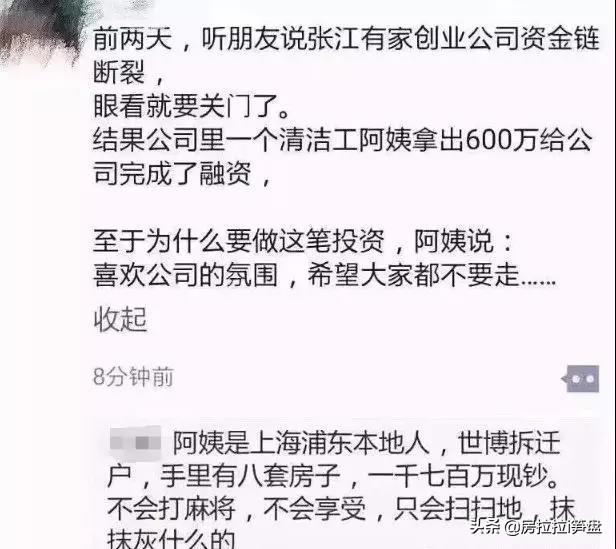 前两天，听朋友说张江有家创业公司资金链
断裂，
眼看就要关门了。
结果公司里一个清洁工阿姨拿出600万给公
司完成了融资，
至于为什么要做这笔投资，阿姨说：
喜欢公司的氛围，希望大家都不要走……
收起
8分钟前
阿姨是上海浦东本地人，世博拆迁
户，手里有八套房子，一千七百万现钞。
不会打麻将，不会享受，只会扫扫地，抹
抹灰什么的
头条 @房拉拉i笋盘